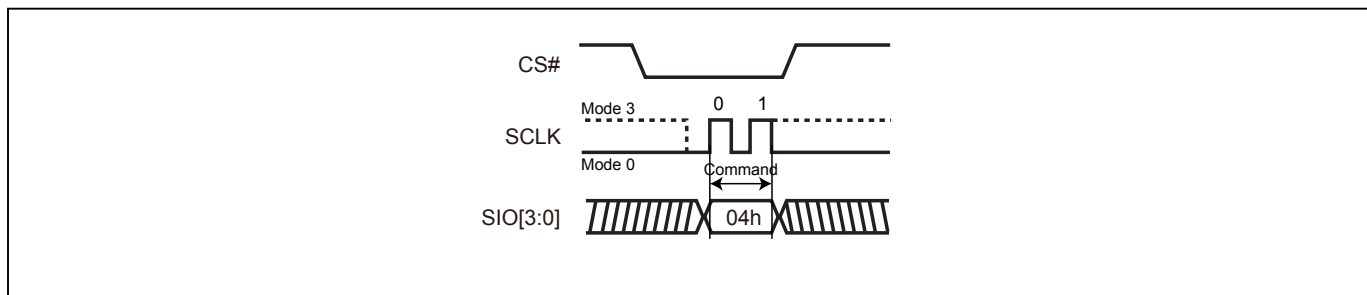 CS#
Mode 3
0 1
SCLK
Mode 0
Command
SIO[3:0]
04h